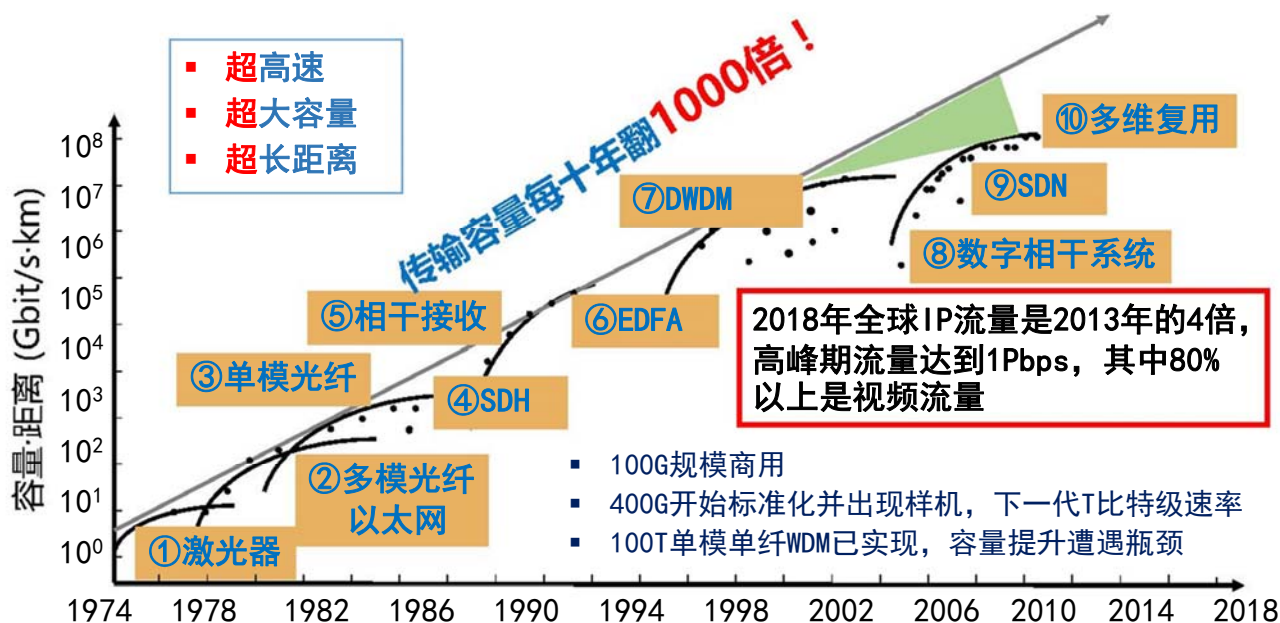 ▪ 超高速
▪ 超大容量
▪ 超长距离
传输容量每十年翻1000倍！
容量·距离 (Gbit/s·km)
10⁸
10⁷
10⁶
10⁵
10⁴
10³
10²
10¹
10⁰
⑩多维复用
⑨SDN
⑧数字相干系统
⑦DWDM
⑥EDFA
⑤相干接收
④SDH
③单模光纤
②多模光纤
以太网
①激光器
2018年全球IP流量是2013年的4倍，
高峰期流量达到1Pbps，其中80%
以上是视频流量
▪ 100G规模商用
▪ 400G开始标准化并出现样机，下一代T比特级速率
▪ 100T单模单纤WDM已实现，容量提升遭遇瓶颈
1974 1978 1982 1986 1990 1994 1998 2002 2006 2010 2014 2018